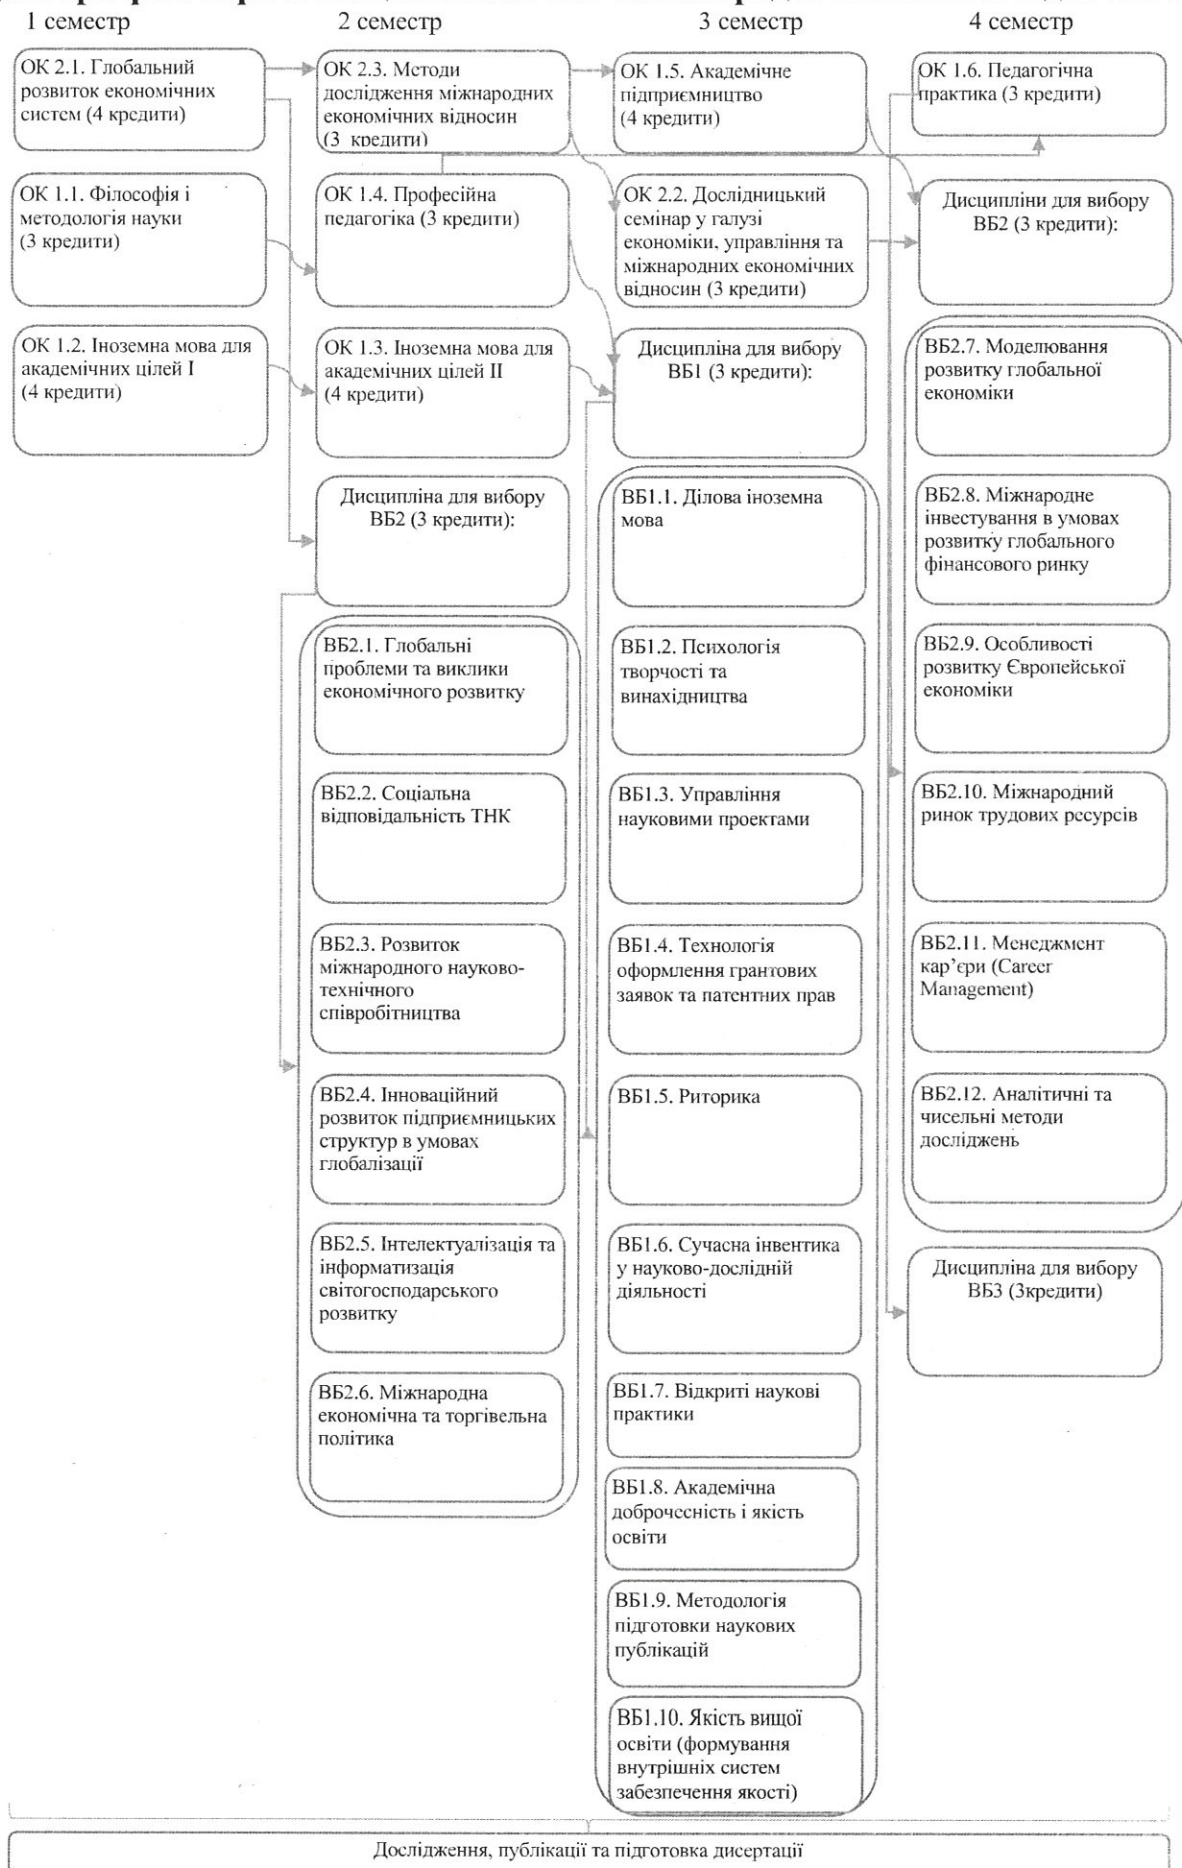 1 семестр
2 семестр
3 семестр
4 семестр
ОК 2.1. Глобальний
розвиток економічних
систем (4 кредити)
ОК 1.1. Філософія і
методологія науки
(3 кредити)
ОК 1.2. Іноземна мова для
академічних цілей І
(4 кредити)
ОК 2.3. Методи
дослідження міжнародних
економічних відносин
(3 кредити)
ОК 1.4. Професійна
педагогіка (3 кредити)
ОК 1.3. Іноземна мова для
академічних цілей ІІ
(4 кредити)
Дисципліна для вибору
ВБ2 (3 кредити):
ВБ2.1. Глобальні
проблеми та виклики
економічного розвитку
ВБ2.2. Соціальна
відповідальність ТНК
ВБ2.3. Розвиток
міжнародного науково-
технічного
співробітництва
ВБ2.4. Інноваційний
розвиток підприємницьких
структур в умовах
глобалізації
ВБ2.5. Інтелектуалізація та
інформатизація
світогосподарського
розвитку
ВБ2.6. Міжнародна
економічна та торгівельна
політика
ОК 1.5. Академічне
підприємництво
(4 кредити)
ОК 2.2. Дослідницький
семінар у галузі
економіки, управління та
міжнародних економічних
відносин (3 кредити)
Дисципліна для вибору
ВБ1 (3 кредити):
ВБ1.1. Ділова іноземна
мова
ВБ1.2. Психологія
творчості та
винахідництва
ВБ1.3. Управління
науковими проектами
ВБ1.4. Технологія
оформлення грантових
заявок та патентних прав
ВБ1.5. Риторика
ВБ1.6. Сучасна інвентика
у науково-дослідній
діяльності
ВБ1.7. Відкриті наукові
практики
ВБ1.8. Академічна
доброчесність і якість
освіти
ВБ1.9. Методологія
підготовки наукових
публікацій
ВБ1.10. Якість вищої
освіти (формування
внутрішніх систем
забезпечення якості)
ОК 1.6. Педагогічна
практика (3 кредити)
Дисципліни для вибору
ВБ2 (3 кредити):
ВБ2.7. Моделювання
розвитку глобальної
економіки
ВБ2.8. Міжнародне
інвестування в умовах
розвитку глобального
фінансового ринку
ВБ2.9. Особливості
розвитку Європейської
економіки
ВБ2.10. Міжнародний
ринок трудових ресурсів
ВБ2.11. Менеджмент
кар’єри (Career
Management)
ВБ2.12. Аналітичні та
чисельні методи
досліджень
Дисципліна для вибору
ВБ3 (3кредити)
Дослідження, публікації та підготовка дисертації